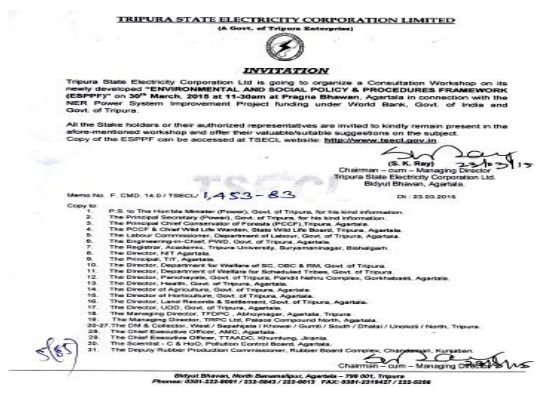 TRIPURA STATE ELECTRICITY CORPORATION LIMITED
(A Govt. of Tripura Enterprise)
INVITATION
Tripura State Electricity Corporation Ltd is going to organize a Consultation Workshop on its
newly developed "ENVIRONMENTAL AND SOCIAL POLICY & PROCEDURES FRAMEWORK
(ESPPF)" on 30th March, 2015 at 11-30am at Pragna Bhawan, Agartala in connection with the
NER Power System Improvement Project funding under World Bank, Govt. of India and
Govt. of Tripura.
All the Stake holders or their authorized representatives are invited to kindly remain present in the
afore-mentioned workshop and offer their valuable/suitable suggestions on the subject.
Copy of the ESPPF can be accessed at TSECL website: http://www.tsecl.gov.in
23/03/15
(S. K. Ray)
Chairman – cum – Managing Director
Tripura State Electricity Corporation Ltd.
Bidyut Bhawan, Agartala.
TSECL
Memo No. F. CMD. 14.0 / TSECL/ 1,453-83
Dt : 23.03.2015
Copy to:
1. P.S. to The Hon'ble Minister (Power), Govt. of Tripura, for his kind information.
2. The Principal Secretary (Power), Govt. of Tripura, for his kind information.
3. The Principal Chief Conservator of Forests (PCCF), Tripura.
4. The PCCF & Chief Wild Life Warden, State Wild Life Board, Tripura, Agartala.
5. The Labour Commissioner, Department of Labour, Govt. of Tripura, Agartala.
6. The Engineering-in-Chief, PWD, Govt. of Tripura, Agartala.
7. The Registrar, Academic, Tripura University, Suryamaninagar, Bishalgarh.
8. The Director, NIT Agartala
9. The Principal, TIT, Agartala
10. The Director, Department for Welfare of SC, OBC & RM, Govt. of Tripura.
11. The Director, Department of Welfare for Scheduled Tribes, Govt. of Tripura.
12. The Director, Panchayats, Govt. of Tripura, Pandit Nehru Complex, Gorkhabasti, Agartala.
13. The Director, Health, Govt. of Tripura, Agartala.
14. The Director of Agriculture, Govt. of Tripura, Agartala.
15. The Director of Horticulture, Govt. of Tripura, Agartala.
16. The Director, Land Records & Settlement, Govt. of Tripura, Agartala.
17. The Director, UDD, Govt. of Tripura, Agartala.
18. The Managing Director, TFDPC, Abhoynagar, Agartala, Tripura
19. The Managing Director, TRPC Ltd, Palace Compound North, Agartala.
20-27. The DM & Collector, West / Sepahijala / Khowai / Gumti / South / Dhalai / Unokoti / North, Tripura.
28. The Chief Executive Officer, AMC, Agartala.
29. The Chief Executive Officer, TTAADC, Khumlung, Jirania.
30. The Scientist - C & HoO, Pollution Control Board, Agartala.
31. The Deputy Rubber Production Commissioner, Rubber Board Complex, Chandamari, Kunjaban.
23/3/15
Chairman – cum – Managing Director
Bidyut Bhavan, North Banamalipur, Agartala – 799 001, Tripura